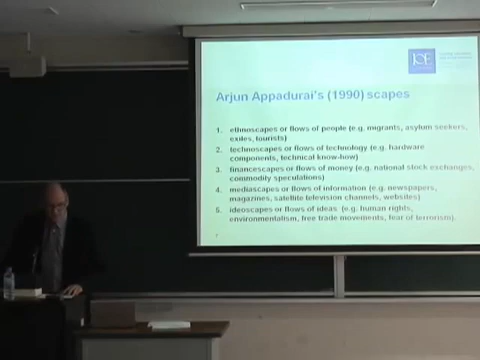 IOE
Arjun Appadurai's (1990) scapes
1. ethnoscapes or flows of people (e.g. migrants, asylum seekers,
exiles, tourists)
2. technoscapes or flows of technology (e.g. hardware
components, technical know-how)
3. financescapes or flows of money (e.g. national stock exchanges,
commodity speculations)
4. mediascapes or flows of information (e.g. newspapers,
magazines, satellite television channels, websites)
5. ideoscapes or flows of ideas (e.g. human rights,
environmentalism, free trade movements, fear of terrorism).